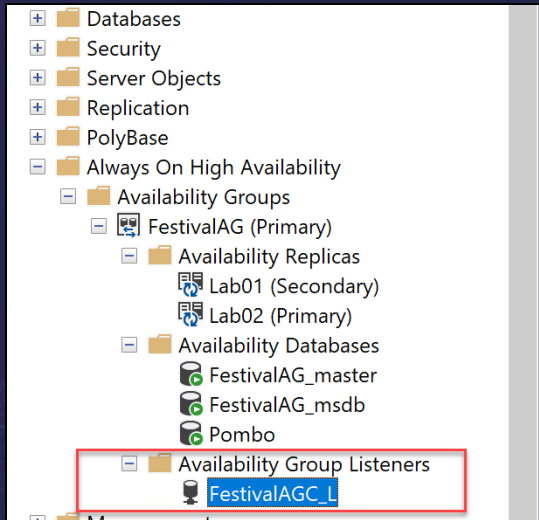 Databases
Security
Server Objects
Replication
PolyBase
Always On High Availability
Availability Groups
FestivalAG (Primary)
Availability Replicas
Lab01 (Secondary)
Lab02 (Primary)
Availability Databases
FestivalAG_master
FestivalAG_msdb
Pombo
Availability Group Listeners
FestivalAGC_L